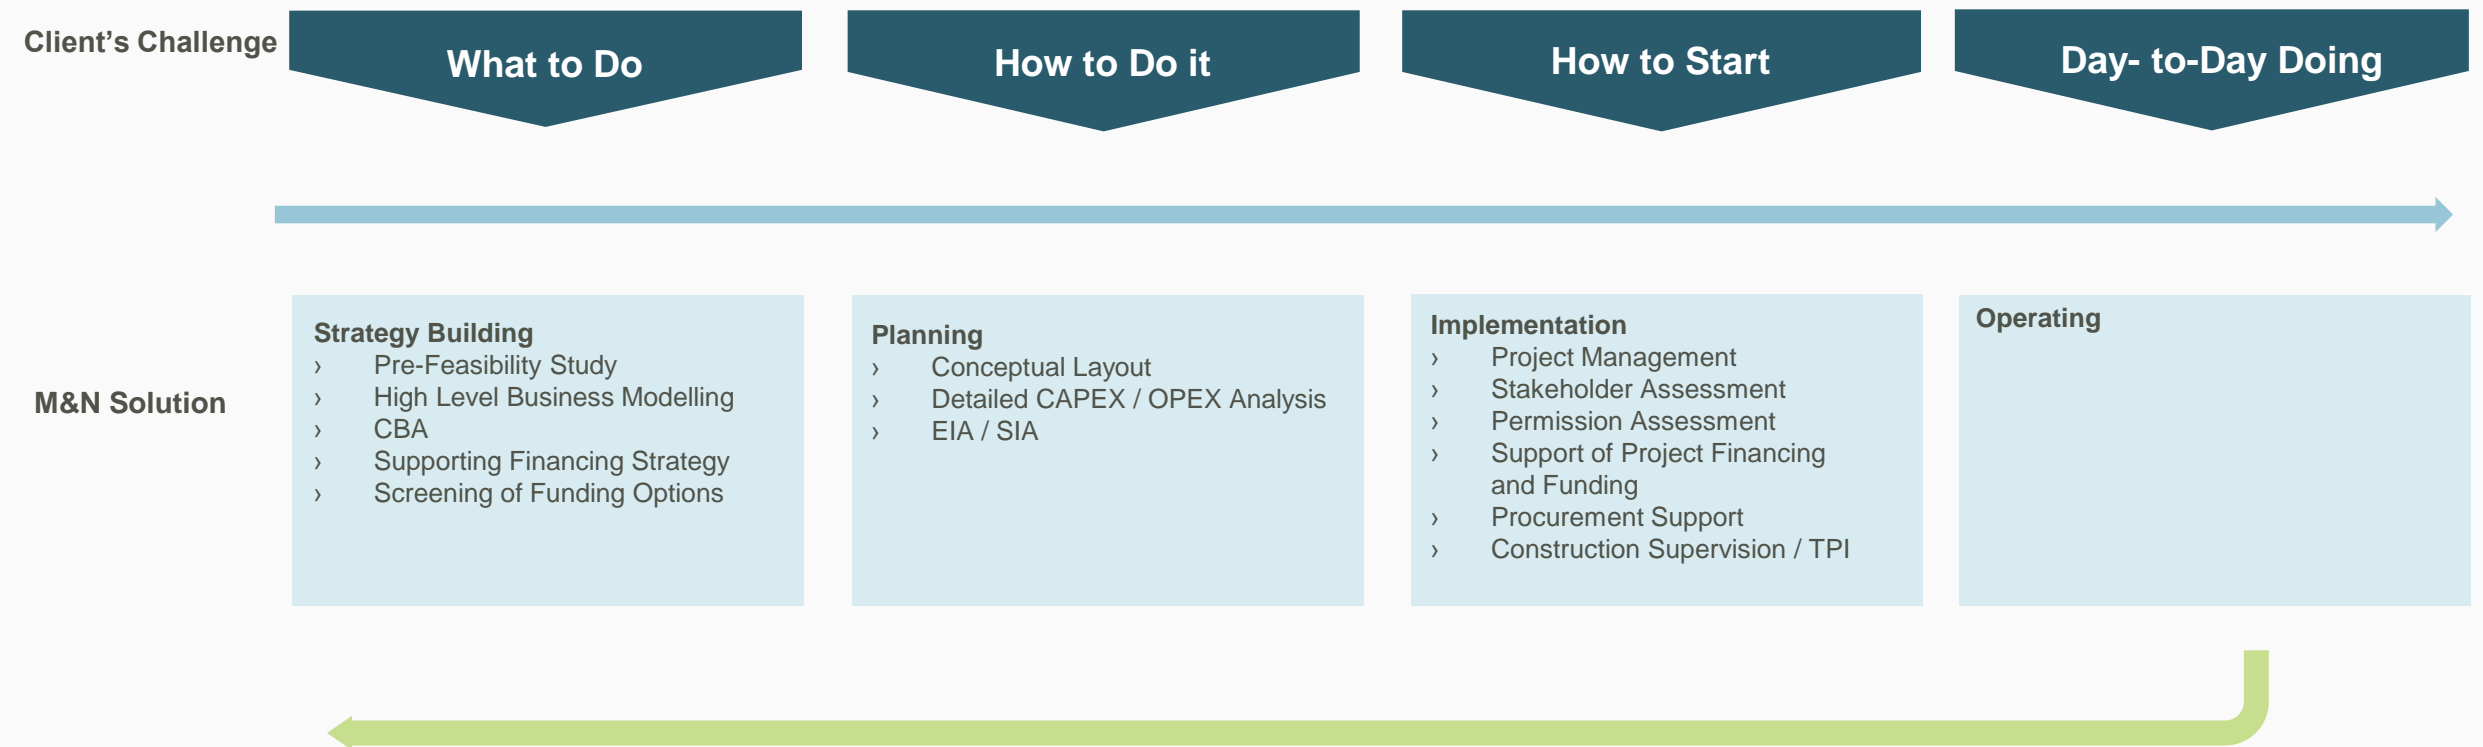 Client’s Challenge
What to Do
How to Do it
How to Start
Day- to-Day Doing
M&N Solution
Strategy Building
› Pre-Feasibility Study
› High Level Business Modelling
› CBA
› Supporting Financing Strategy
› Screening of Funding Options
Planning
› Conceptual Layout
› Detailed CAPEX / OPEX Analysis
› EIA / SIA
Implementation
› Project Management
› Stakeholder Assessment
› Permission Assessment
› Support of Project Financing
and Funding
› Procurement Support
› Construction Supervision / TPI
Operating